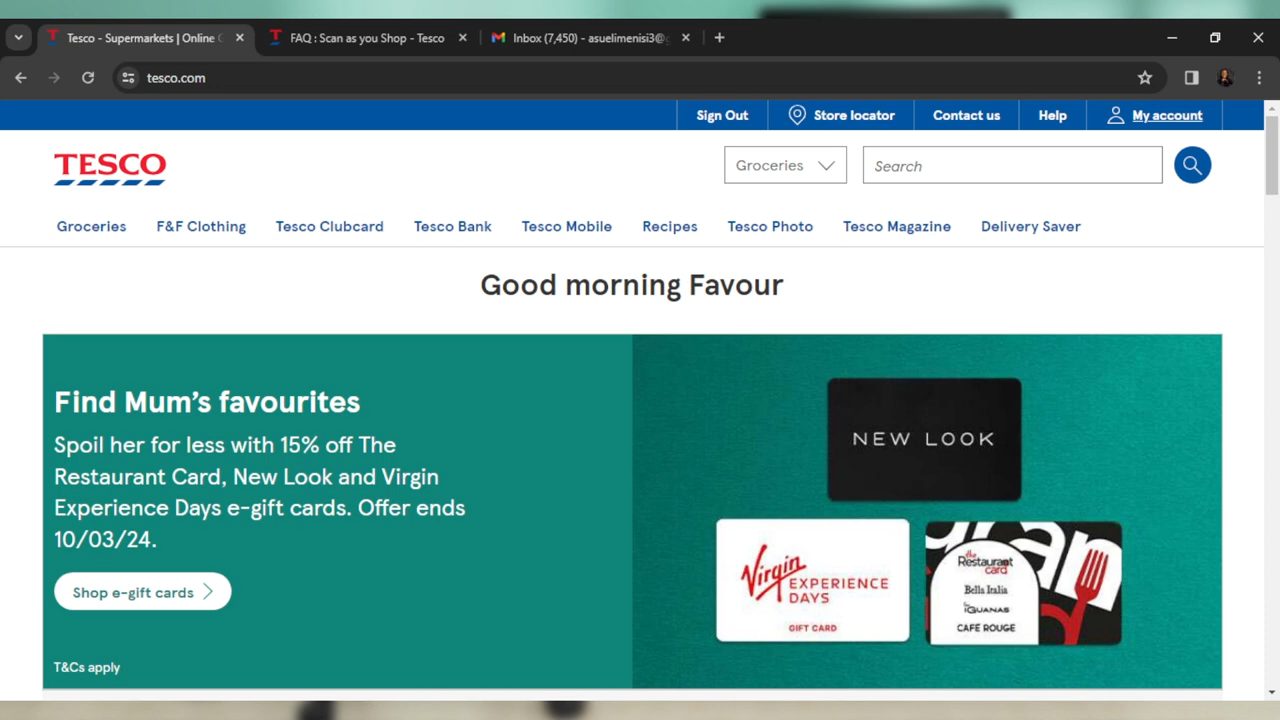 Tesco - Supermarkets | Online
FAQ : Scan as you Shop - Tesco
Inbox (7,450) - asuelimenisi3@
tesco.com
Sign Out
Store locator
Contact us
Help
My account
TESCO
Groceries
Search
Groceries
F&F Clothing
Tesco Clubcard
Tesco Bank
Tesco Mobile
Recipes
Tesco Photo
Tesco Magazine
Delivery Saver
Good morning Favour
Find Mum's favourites
Spoil her for less with 15% off The
Restaurant Card, New Look and Virgin
Experience Days e-gift cards. Offer ends
10/03/24.
Shop e-gift cards
T&Cs apply
NEW LOOK
Virgin
EXPERIENCE
DAYS
GIFT CARD
the
Restaurant
card
Bella Italia
IGUANAS
CAFE ROUGE